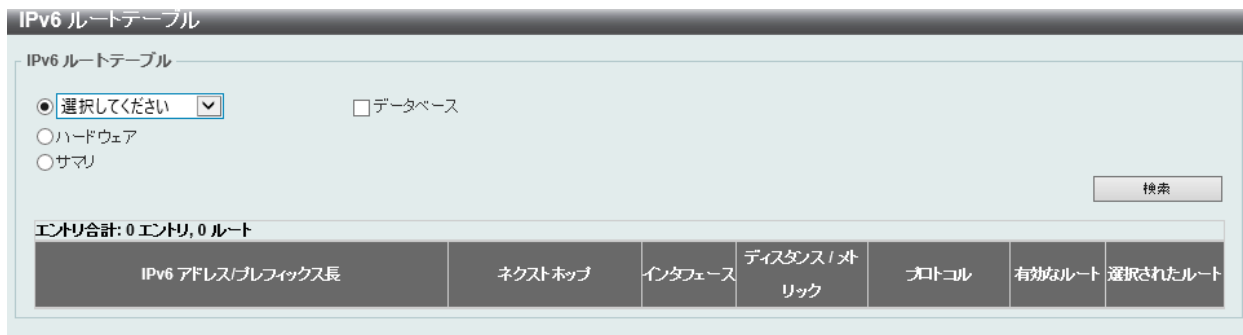 IPv6 ルートテーブル
IPv6 ルートテーブル
選択してください データベース
ハードウェア
サマリ
検索
エントリ合計: 0 エントリ, 0 ルート
IPv6 アドレス/プレフィックス長 ネクストホップ インタフェース ディスタンス / メトリック プロトコル 有効なルート 選択されたルート